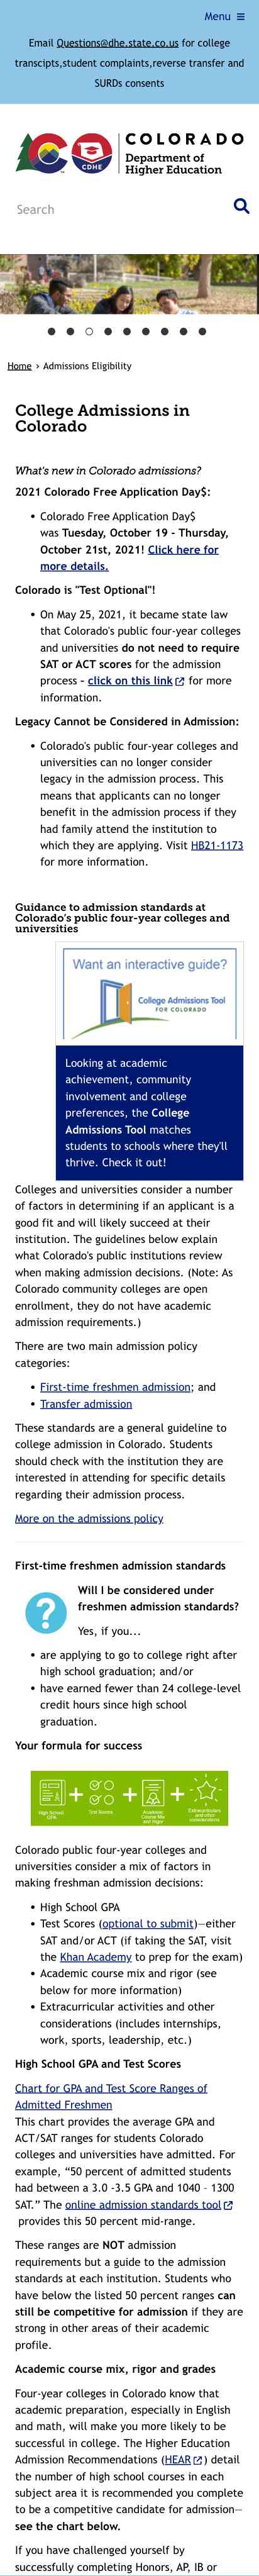 Menu
Email Questions@dhe.state.co.us for college
transcipts,student complaints,reverse transfer and
SURDs consents
COLORADO
Department of
Higher Education
CDHE
Search
Home › Admissions Eligibility
College Admissions in
Colorado
What's new in Colorado admissions?
2021 Colorado Free Application Day$:
• Colorado Free Application Day$
was Tuesday, October 19 - Thursday,
October 21st, 2021! Click here for
more details.
Colorado is "Test Optional"!
• On May 25, 2021, it became state law
that Colorado's public four-year colleges
and universities do not need to require
SAT or ACT scores for the admission
process - click on this link for more
information.
Legacy Cannot be Considered in Admission:
• Colorado's public four-year colleges and
universities can no longer consider
legacy in the admission process. This
means that applicants can no longer
benefit in the admission process if they
had family attend the institution to
which they are applying. Visit HB21-1173
for more information.
Guidance to admission standards at
Colorado's public four-year colleges and
universities
Want an interactive guide?
College Admissions Tool
FOR COLORADO
Looking at academic
achievement, community
involvement and college
preferences, the College
Admissions Tool matches
students to schools where they'll
thrive. Check it out!
Colleges and universities consider a number
of factors in determining if an applicant is a
good fit and will likely succeed at their
institution. The guidelines below explain
what Colorado's public institutions review
when making admission decisions. (Note: As
Colorado community colleges are open
enrollment, they do not have academic
admission requirements.)
There are two main admission policy
categories:
• First-time freshmen admission; and
• Transfer admission
These standards are a general guideline to
college admission in Colorado. Students
should check with the institution they are
interested in attending for specific details
regarding their admission process.
More on the admissions policy
First-time freshmen admission standards
Will I be considered under
freshmen admission standards?
Yes, if you...
• are applying to go to college right after
high school graduation; and/or
• have earned fewer than 24 college-level
credit hours since high school
graduation.
Your formula for success
High School
GPA
Test Scores
Academic
Course Mix
and Rigor
Extracurriculars
and other
considerations
Colorado public four-year colleges and
universities consider a mix of factors in
making freshman admission decisions:
• High School GPA
• Test Scores (optional to submit)—either
SAT and/or ACT (if taking the SAT, visit
the Khan Academy to prep for the exam)
• Academic course mix and rigor (see
below for more information)
• Extracurricular activities and other
considerations (includes internships,
work, sports, leadership, etc.)
High School GPA and Test Scores
Chart for GPA and Test Score Ranges of
Admitted Freshmen
This chart provides the average GPA and
ACT/SAT ranges for students Colorado
colleges and universities have admitted. For
example, “50 percent of admitted students
had between a 3.0 -3.5 GPA and 1040 - 1300
SAT.” The online admission standards tool
provides this 50 percent mid-range.
These ranges are NOT admission
requirements but a guide to the admission
standards at each institution. Students who
have below the listed 50 percent ranges can
still be competitive for admission if they are
strong in other areas of their academic
profile.
Academic course mix, rigor and grades
Four-year colleges in Colorado know that
academic preparation, especially in English
and math, will make you more likely to be
successful in college. The Higher Education
Admission Recommendations (HEAR) detail
the number of high school courses in each
subject area it is recommended you complete
to be a competitive candidate for admission—
see the chart below.
If you have challenged yourself by
successfully completing Honors, AP, IB or